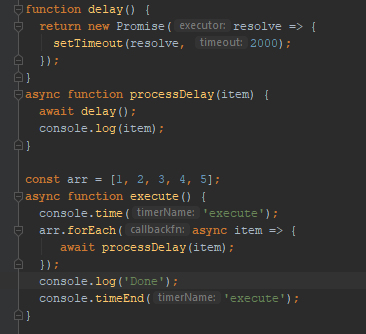 function delay() {
return new Promise( executor: resolve => {
setTimeout(resolve, timeout: 2000);
});
}
async function processDelay(item) {
await delay();
console.log(item);
}
const arr = [1, 2, 3, 4, 5];
async function execute() {
console.time( timerName: 'execute');
arr.forEach( callbackfn: async item => {
await processDelay(item);
});
console.log('Done');
console.timeEnd( timerName: 'execute');
}